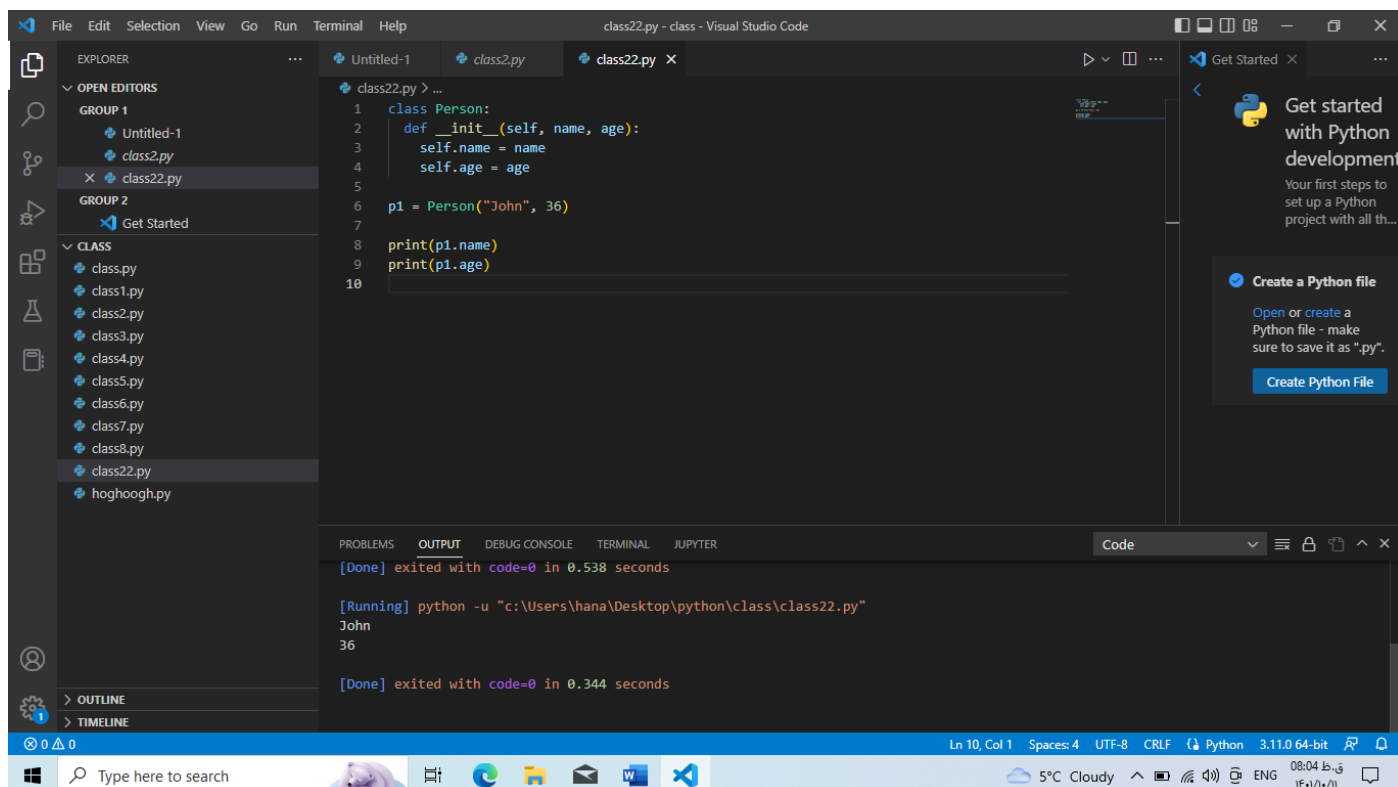 File Edit Selection View Go Run Terminal Help class22.py - class - Visual Studio Code
EXPLORER
OPEN EDITORS
GROUP 1
Untitled-1
class2.py
class22.py
GROUP 2
Get Started
CLASS
class.py
class1.py
class2.py
class3.py
class4.py
class5.py
class6.py
class7.py
class8.py
class22.py
hoghoogh.py
OUTLINE
TIMELINE
Untitled-1 class2.py class22.py
class22.py > ...
1 class Person:
2   def __init__(self, name, age):
3     self.name = name
4     self.age = age
5
6 p1 = Person("John", 36)
7
8 print(p1.name)
9 print(p1.age)
10
Get Started
Get started
with Python
development
Your first steps to
set up a Python
project with all th...
Create a Python file
Open or create a
Python file - make
sure to save it as ".py".
Create Python File
PROBLEMS OUTPUT DEBUG CONSOLE TERMINAL JUPYTER Code
[Done] exited with code=0 in 0.538 seconds
[Running] python -u "c:\Users\hana\Desktop\python\class\class22.py"
John
36
[Done] exited with code=0 in 0.344 seconds
1
0 0 Ln 10, Col 1 Spaces: 4 UTF-8 CRLF Python 3.11.0 64-bit
Type here to search 5°C Cloudy ENG 08:04 ق.ظ
۱۴۰۱/۱۰/۱۱